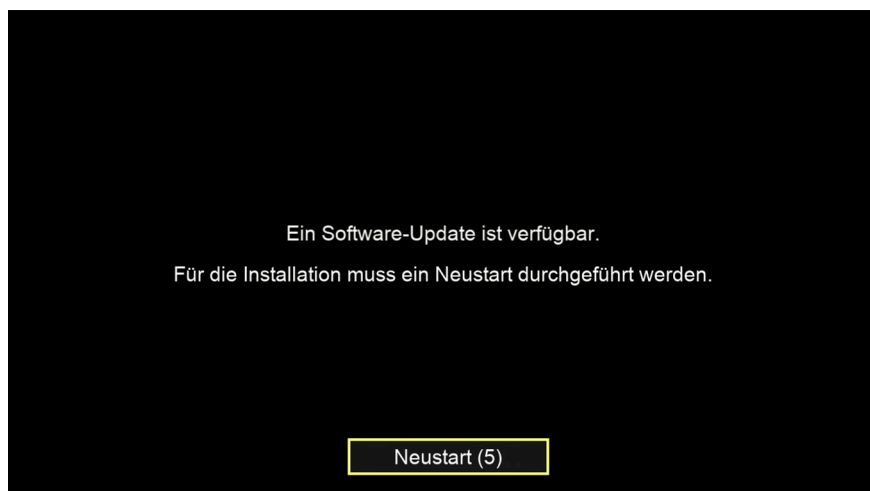 Ein Software-Update ist verfügbar.
Für die Installation muss ein Neustart durchgeführt werden.
Neustart (5)